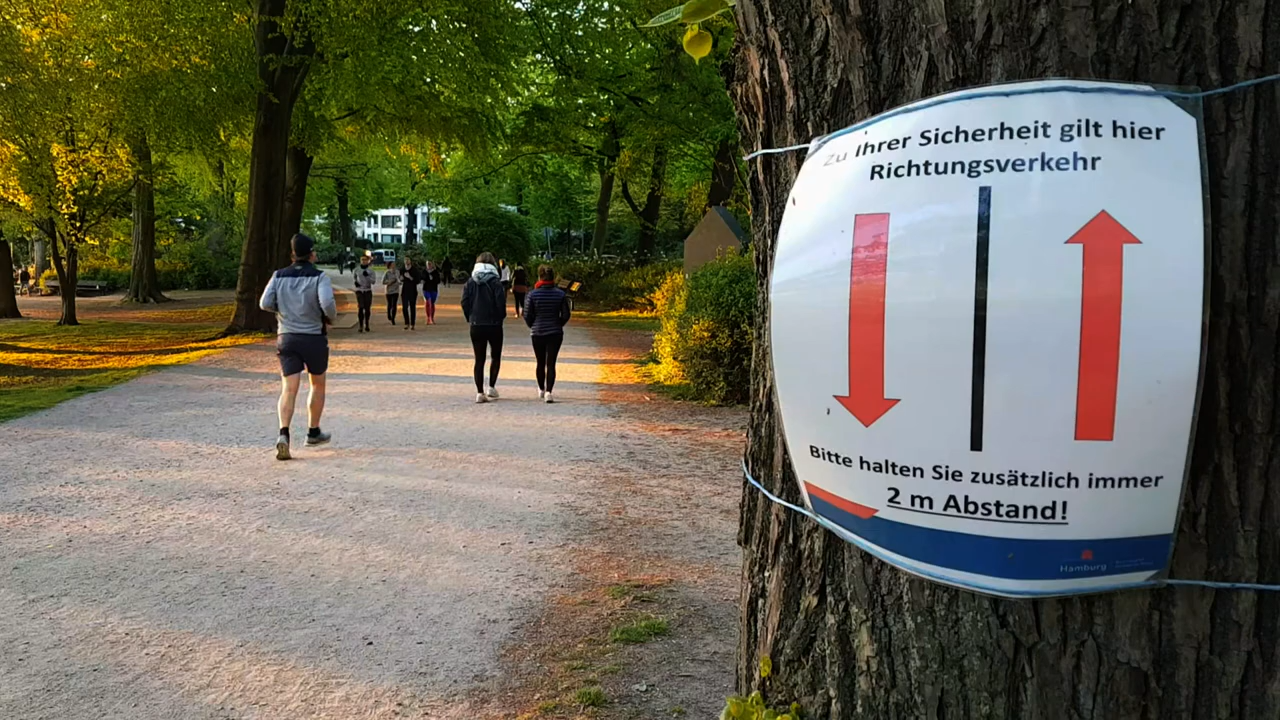 Zu Ihrer Sicherheit gilt hier
Richtungsverkehr
Bitte halten Sie zusätzlich immer
2 m Abstand!
Hamburg